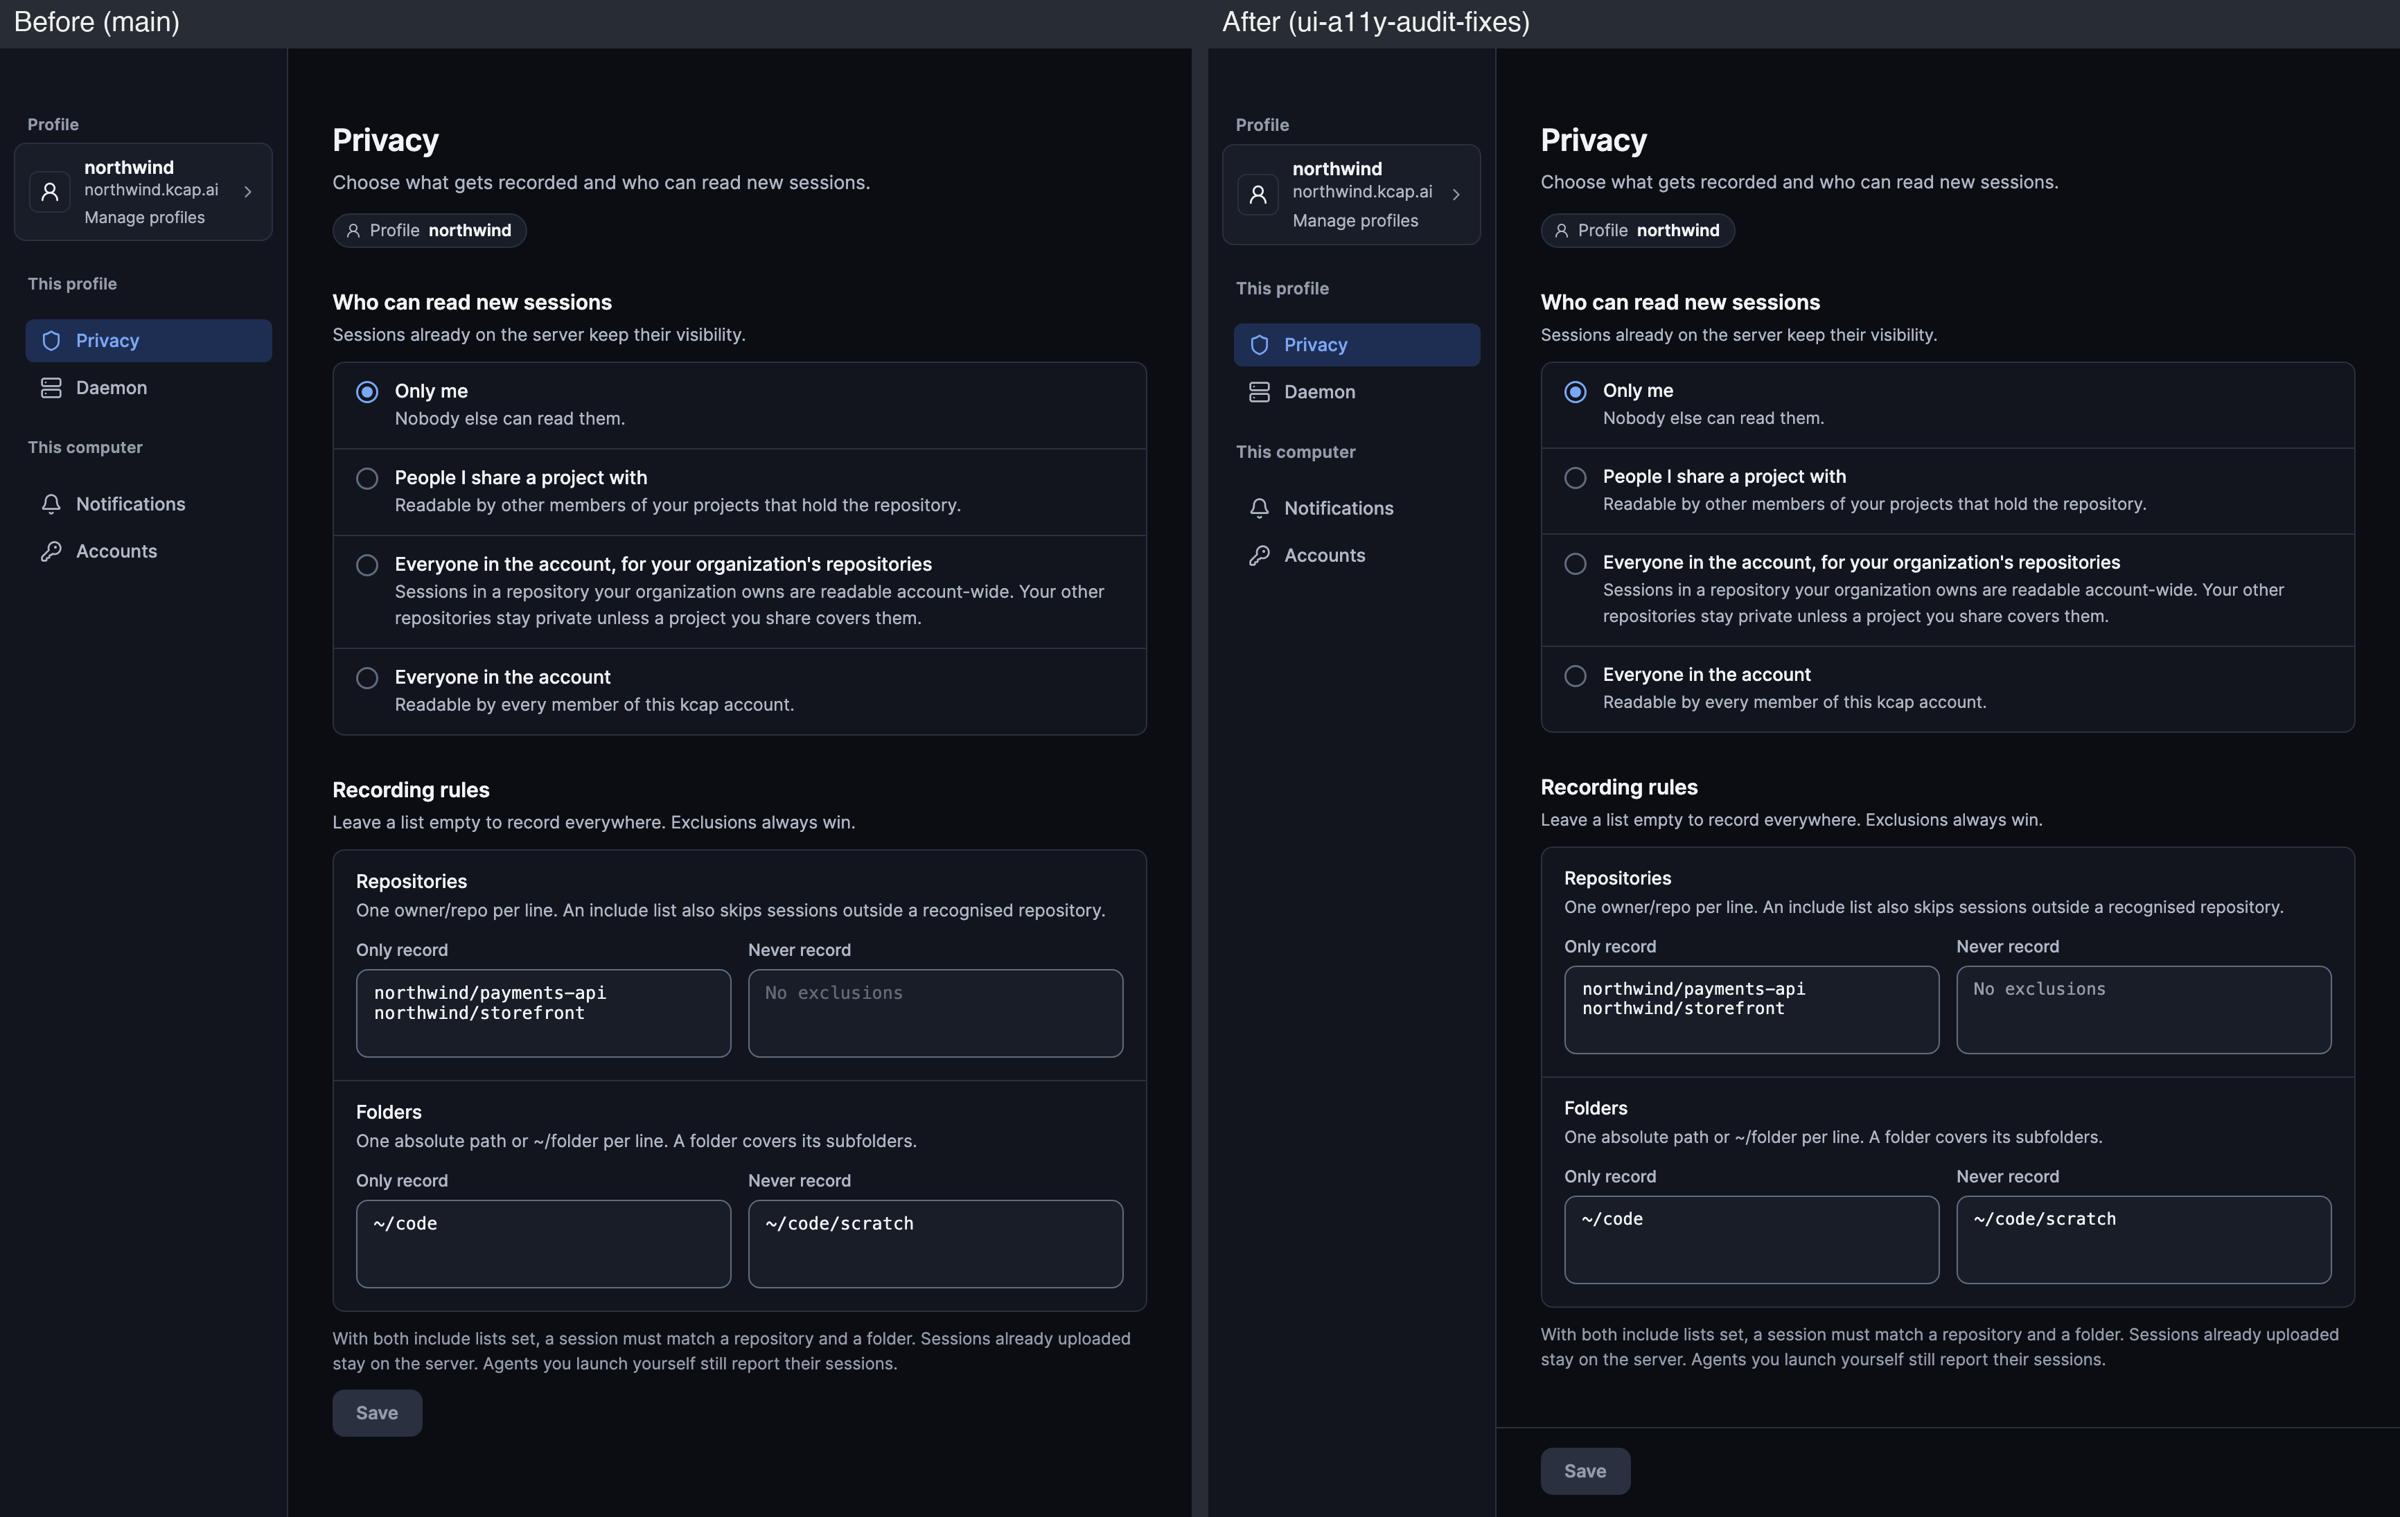 Before (main)
Profile
northwind
northwind.kcap.ai
Manage profiles
This profile
Privacy
Daemon
This computer
Notifications
Accounts
Privacy
Choose what gets recorded and who can read new sessions.
Profile northwind
Who can read new sessions
Sessions already on the server keep their visibility.
Only me
Nobody else can read them.
People I share a project with
Readable by other members of your projects that hold the repository.
Everyone in the account, for your organization's repositories
Sessions in a repository your organization owns are readable account-wide. Your other
repositories stay private unless a project you share covers them.
Everyone in the account
Readable by every member of this kcap account.
Recording rules
Leave a list empty to record everywhere. Exclusions always win.
Repositories
One owner/repo per line. An include list also skips sessions outside a recognised repository.
Only record
northwind/payments-api
northwind/storefront
Never record
No exclusions
Folders
One absolute path or ~/folder per line. A folder covers its subfolders.
Only record
~/code
Never record
~/code/scratch
With both include lists set, a session must match a repository and a folder. Sessions already uploaded
stay on the server. Agents you launch yourself still report their sessions.
Save
After (ui-a11y-audit-fixes)
Profile
northwind
northwind.kcap.ai
Manage profiles
This profile
Privacy
Daemon
This computer
Notifications
Accounts
Privacy
Choose what gets recorded and who can read new sessions.
Profile northwind
Who can read new sessions
Sessions already on the server keep their visibility.
Only me
Nobody else can read them.
People I share a project with
Readable by other members of your projects that hold the repository.
Everyone in the account, for your organization's repositories
Sessions in a repository your organization owns are readable account-wide. Your other
repositories stay private unless a project you share covers them.
Everyone in the account
Readable by every member of this kcap account.
Recording rules
Leave a list empty to record everywhere. Exclusions always win.
Repositories
One owner/repo per line. An include list also skips sessions outside a recognised repository.
Only record
northwind/payments-api
northwind/storefront
Never record
No exclusions
Folders
One absolute path or ~/folder per line. A folder covers its subfolders.
Only record
~/code
Never record
~/code/scratch
With both include lists set, a session must match a repository and a folder. Sessions already uploaded
stay on the server. Agents you launch yourself still report their sessions.
Save